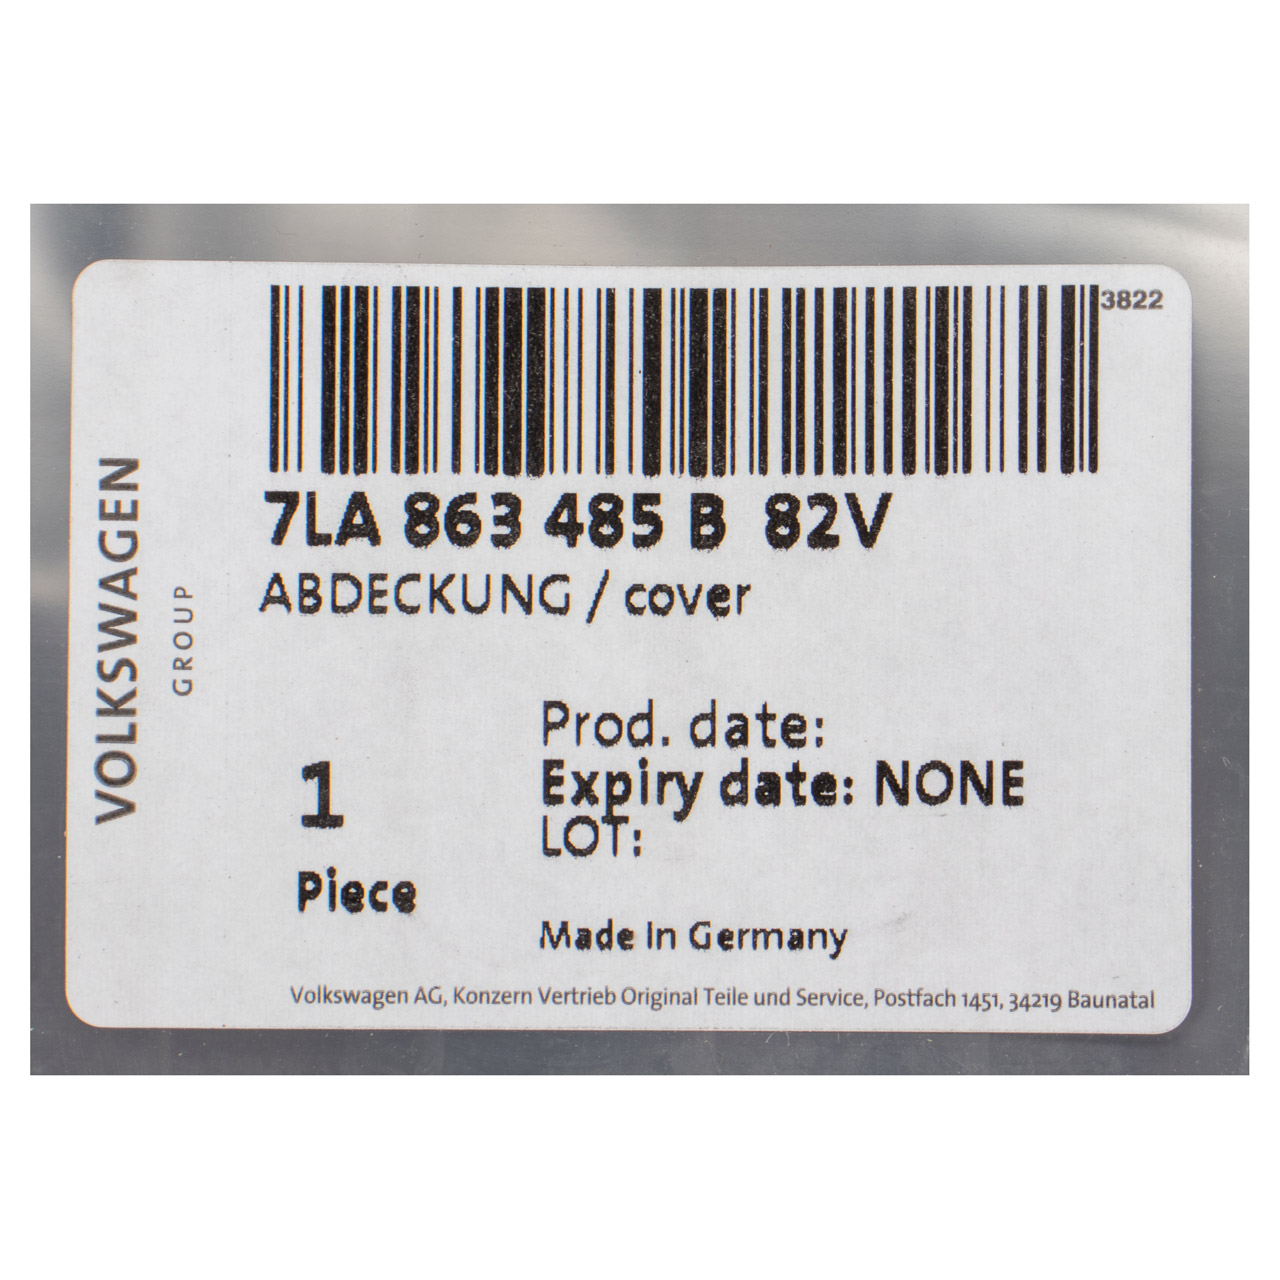 3822
7LA 863 485 B 82V
ABDECKUNG / cover
VOLKSWAGEN
GROUP
1
Piece
Prod. date:
Expiry date: NONE
LOT:
Made In Germany
Volkswagen AG, Konzern Vertrieb Original Teile und Service, Postfach 1451, 34219 Baunatal